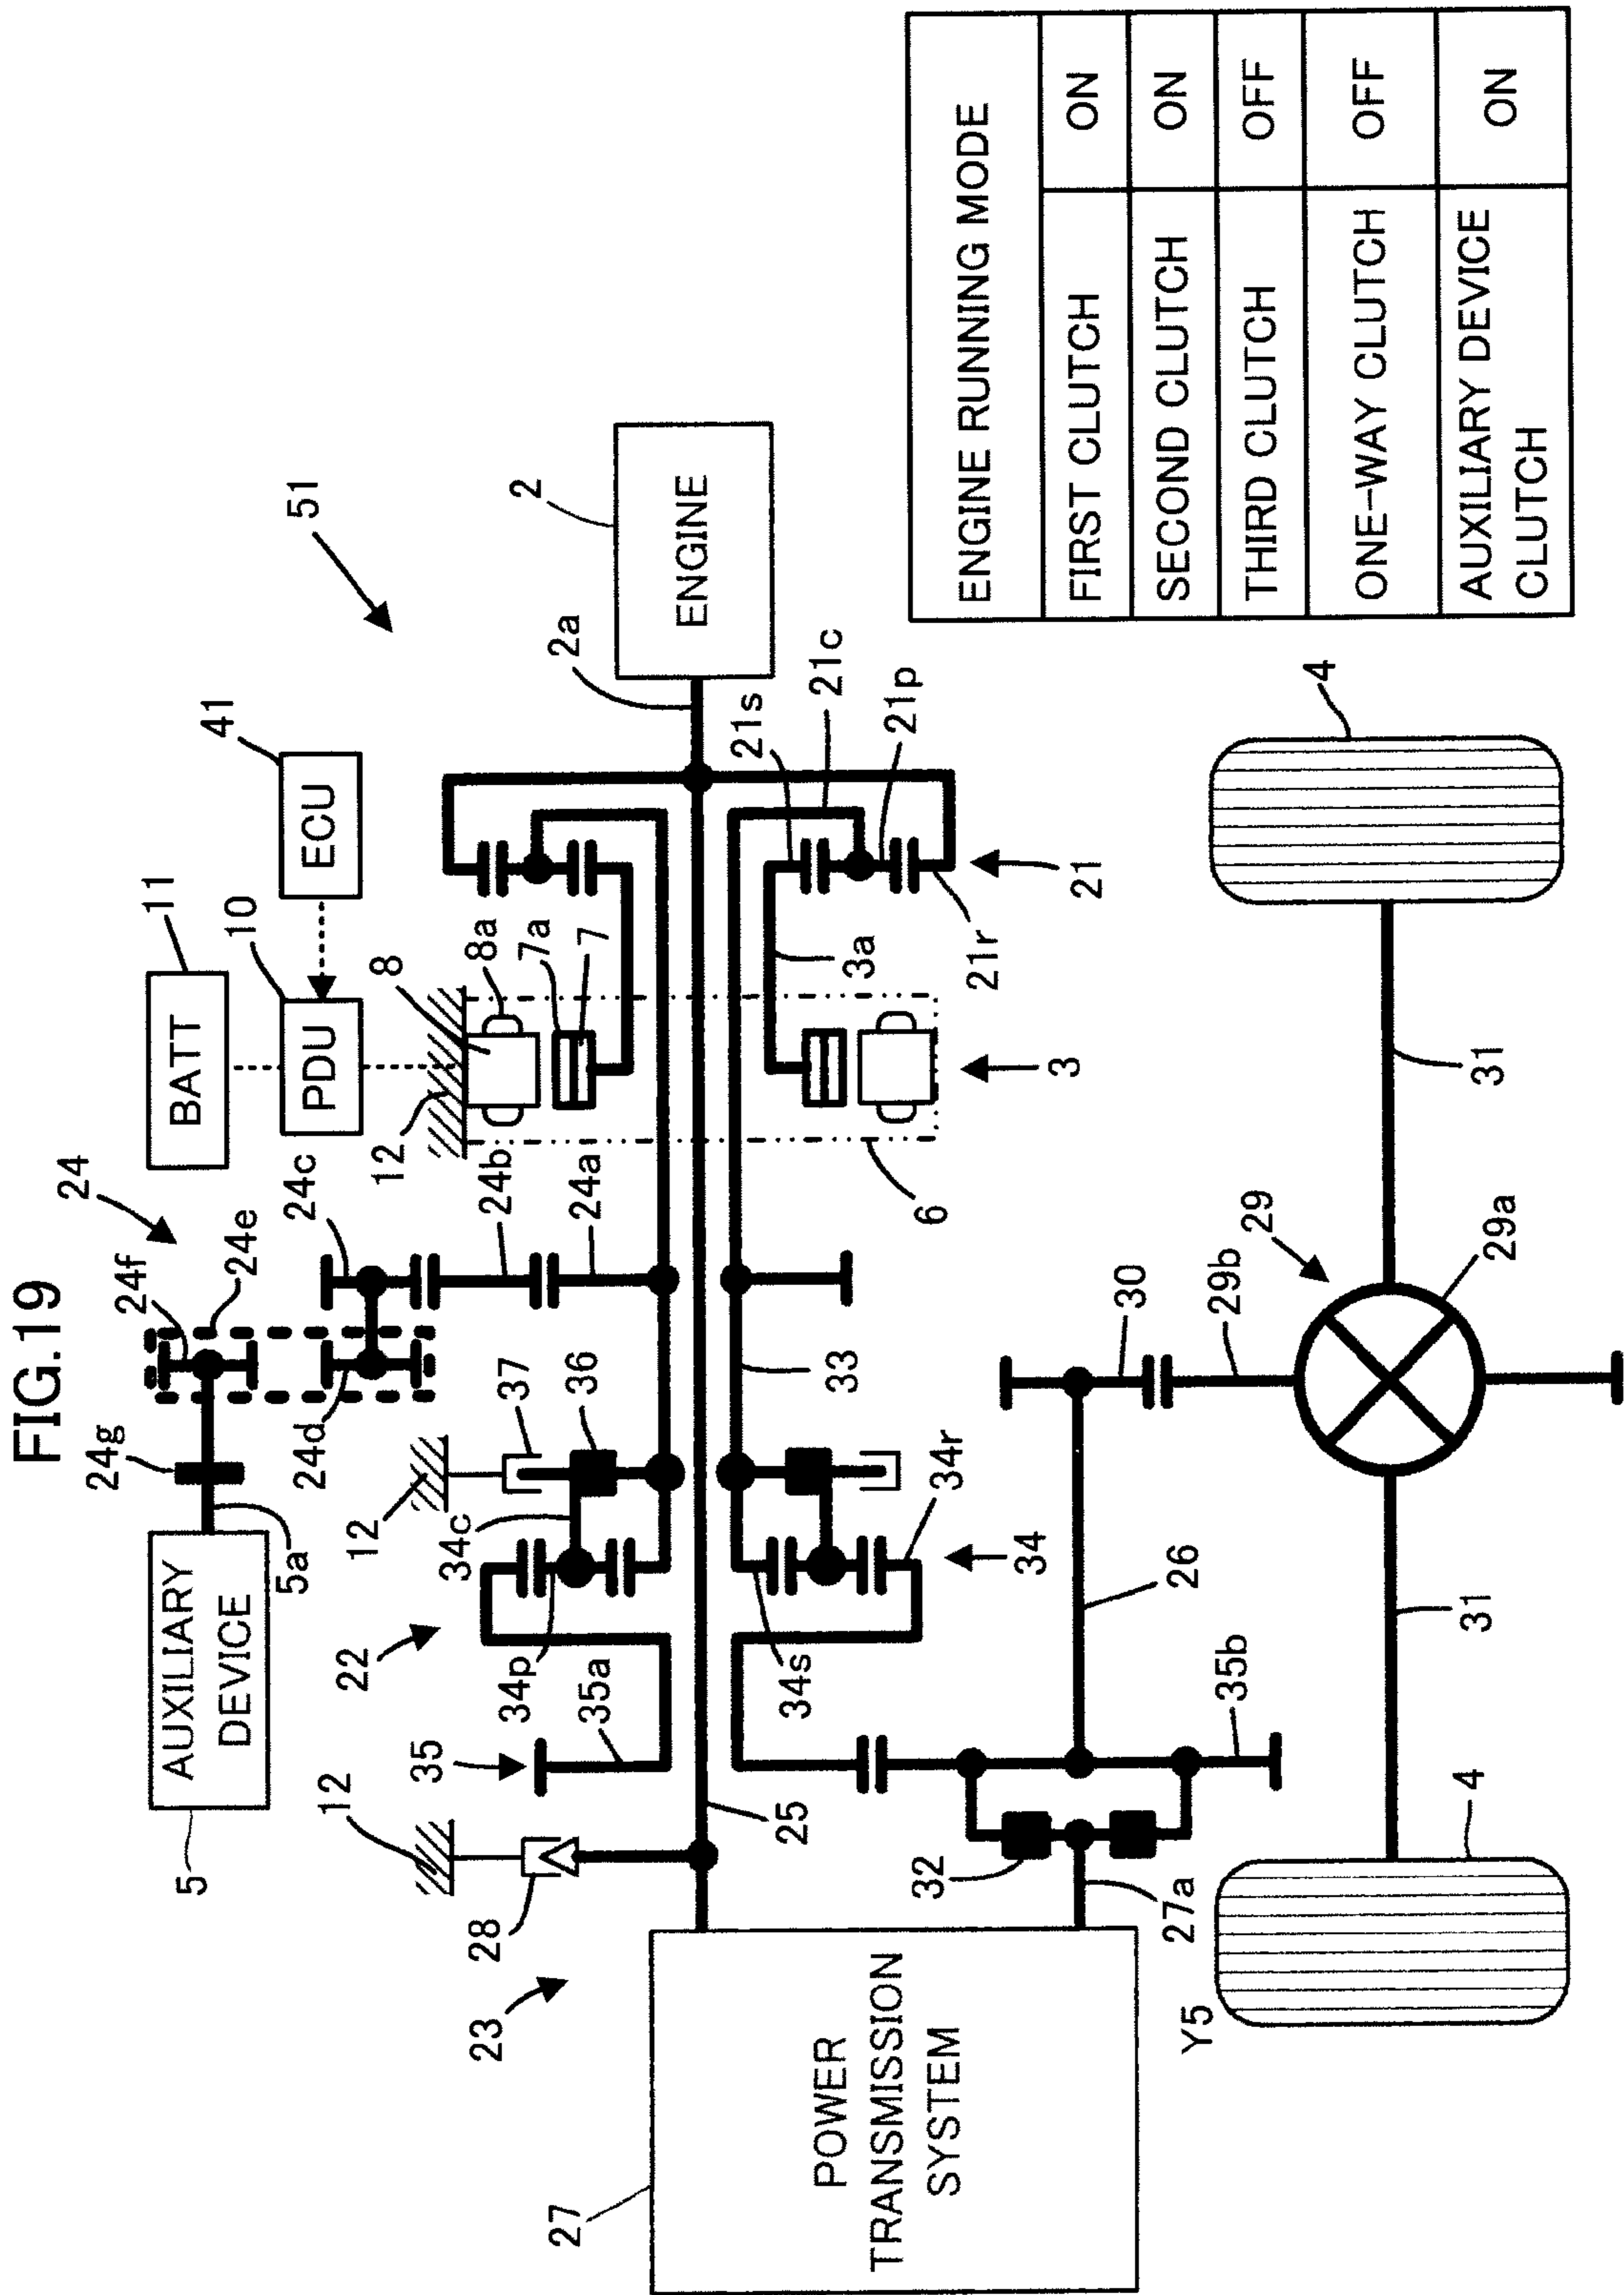 FIG.19
24g
24f
24e
24
24c
24d
24b
24a
BATT
11
PDU
10
ECU
41
51
AUXILIARY
DEVICE
5
5a
12
12
12
28
23
35
35a
22
34p
34c
37
36
8
8a
7a
7
2a
2
ENGINE
27
POWER
TRANSMISSION
SYSTEM
25
34s
34r
34
33
6
3
3a
21r
21
21s
21c
21p
32
27a
35b
26
30
29b
29
29a
31
31
4
4
Y5
ENGINE RUNNING MODE
FIRST CLUTCH ON
SECOND CLUTCH ON
THIRD CLUTCH OFF
ONE-WAY CLUTCH OFF
AUXILIARY DEVICE
CLUTCH ON